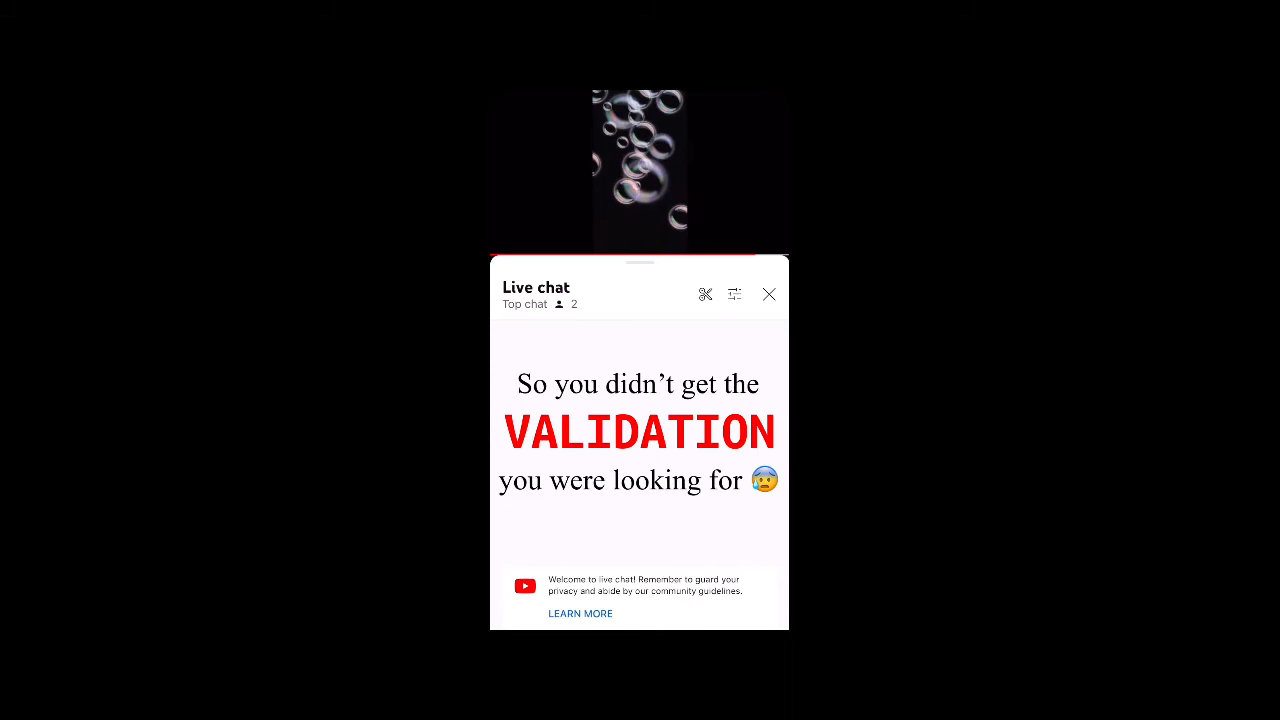 Live chat
Top chat 2
So you didn’t get the
VALIDATION
you were looking for 😰
Welcome to live chat! Remember to guard your
privacy and abide by our community guidelines.
LEARN MORE